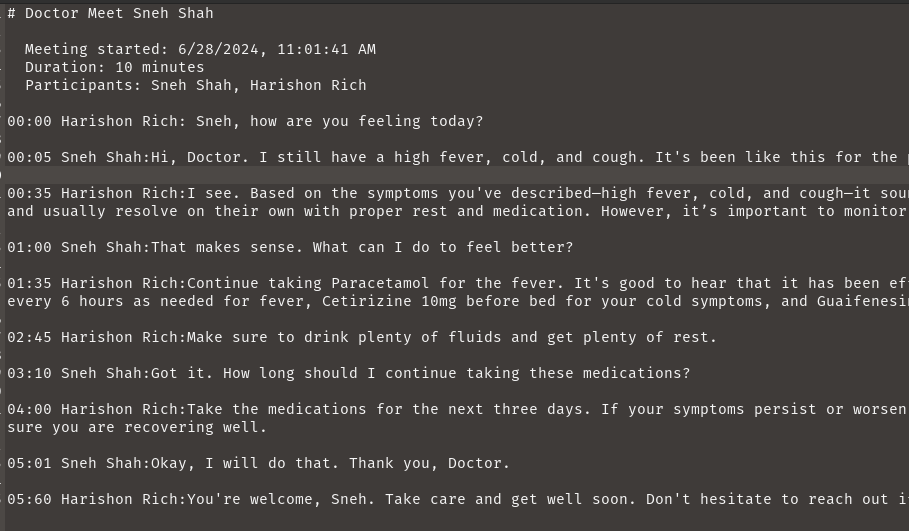 # Doctor Meet Sneh Shah
Meeting started: 6/28/2024, 11:01:41 AM
Duration: 10 minutes
Participants: Sneh Shah, Harishon Rich
00:00 Harishon Rich: Sneh, how are you feeling today?
00:05 Sneh Shah:Hi, Doctor. I still have a high fever, cold, and cough. It's been like this for the
00:35 Harishon Rich:I see. Based on the symptoms you've described—high fever, cold, and cough—it
and usually resolve on their own with proper rest and medication. However, it’s important to monitor
01:00 Sneh Shah:That makes sense. What can I do to feel better?
01:35 Harishon Rich:Continue taking Paracetamol for the fever. It's good to hear that it has been
every 6 hours as needed for fever, Cetirizine 10mg before bed for your cold symptoms, and
02:45 Harishon Rich:Make sure to drink plenty of fluids and get plenty of rest.
03:10 Sneh Shah:Got it. How long should I continue taking these medications?
04:00 Harishon Rich:Take the medications for the next three days. If your symptoms persist or
sure you are recovering well.
05:01 Sneh Shah:Okay, I will do that. Thank you, Doctor.
05:60 Harishon Rich:You're welcome, Sneh. Take care and get well soon. Don't hesitate to reach out